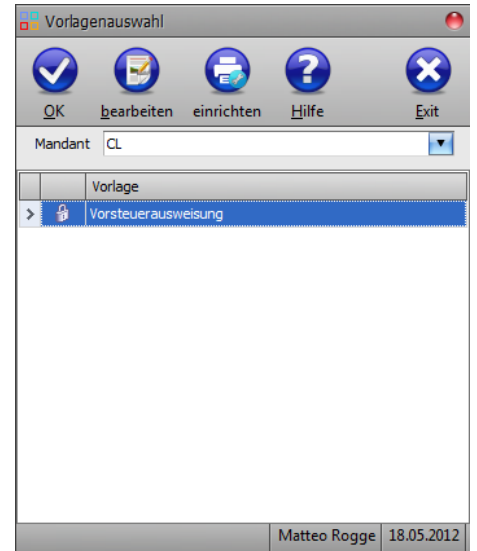 Vorlagenauswahl
OK bearbeiten einrichten Hilfe Exit
Mandant CL
Vorlage
Vorsteuerausweisung
Matteo Rogge 18.05.2012